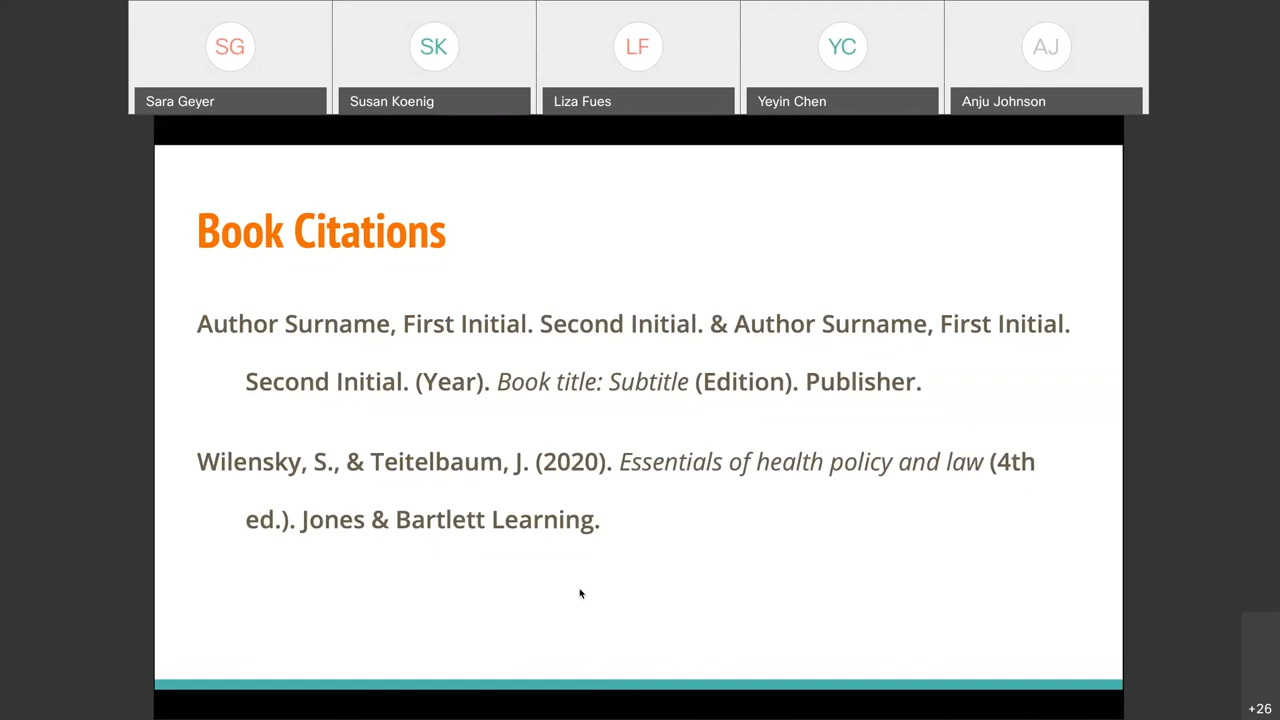 SG
SK
LF
YC
AJ
Sara Geyer
Susan Koenig
Liza Fues
Yeyin Chen
Anju Johnson
Book Citations
Author Surname, First Initial. Second Initial. & Author Surname, First Initial.
Second Initial. (Year). Book title: Subtitle (Edition). Publisher.
Wilensky, S., & Teitelbaum, J. (2020). Essentials of health policy and law (4th
ed.). Jones & Bartlett Learning.
+26